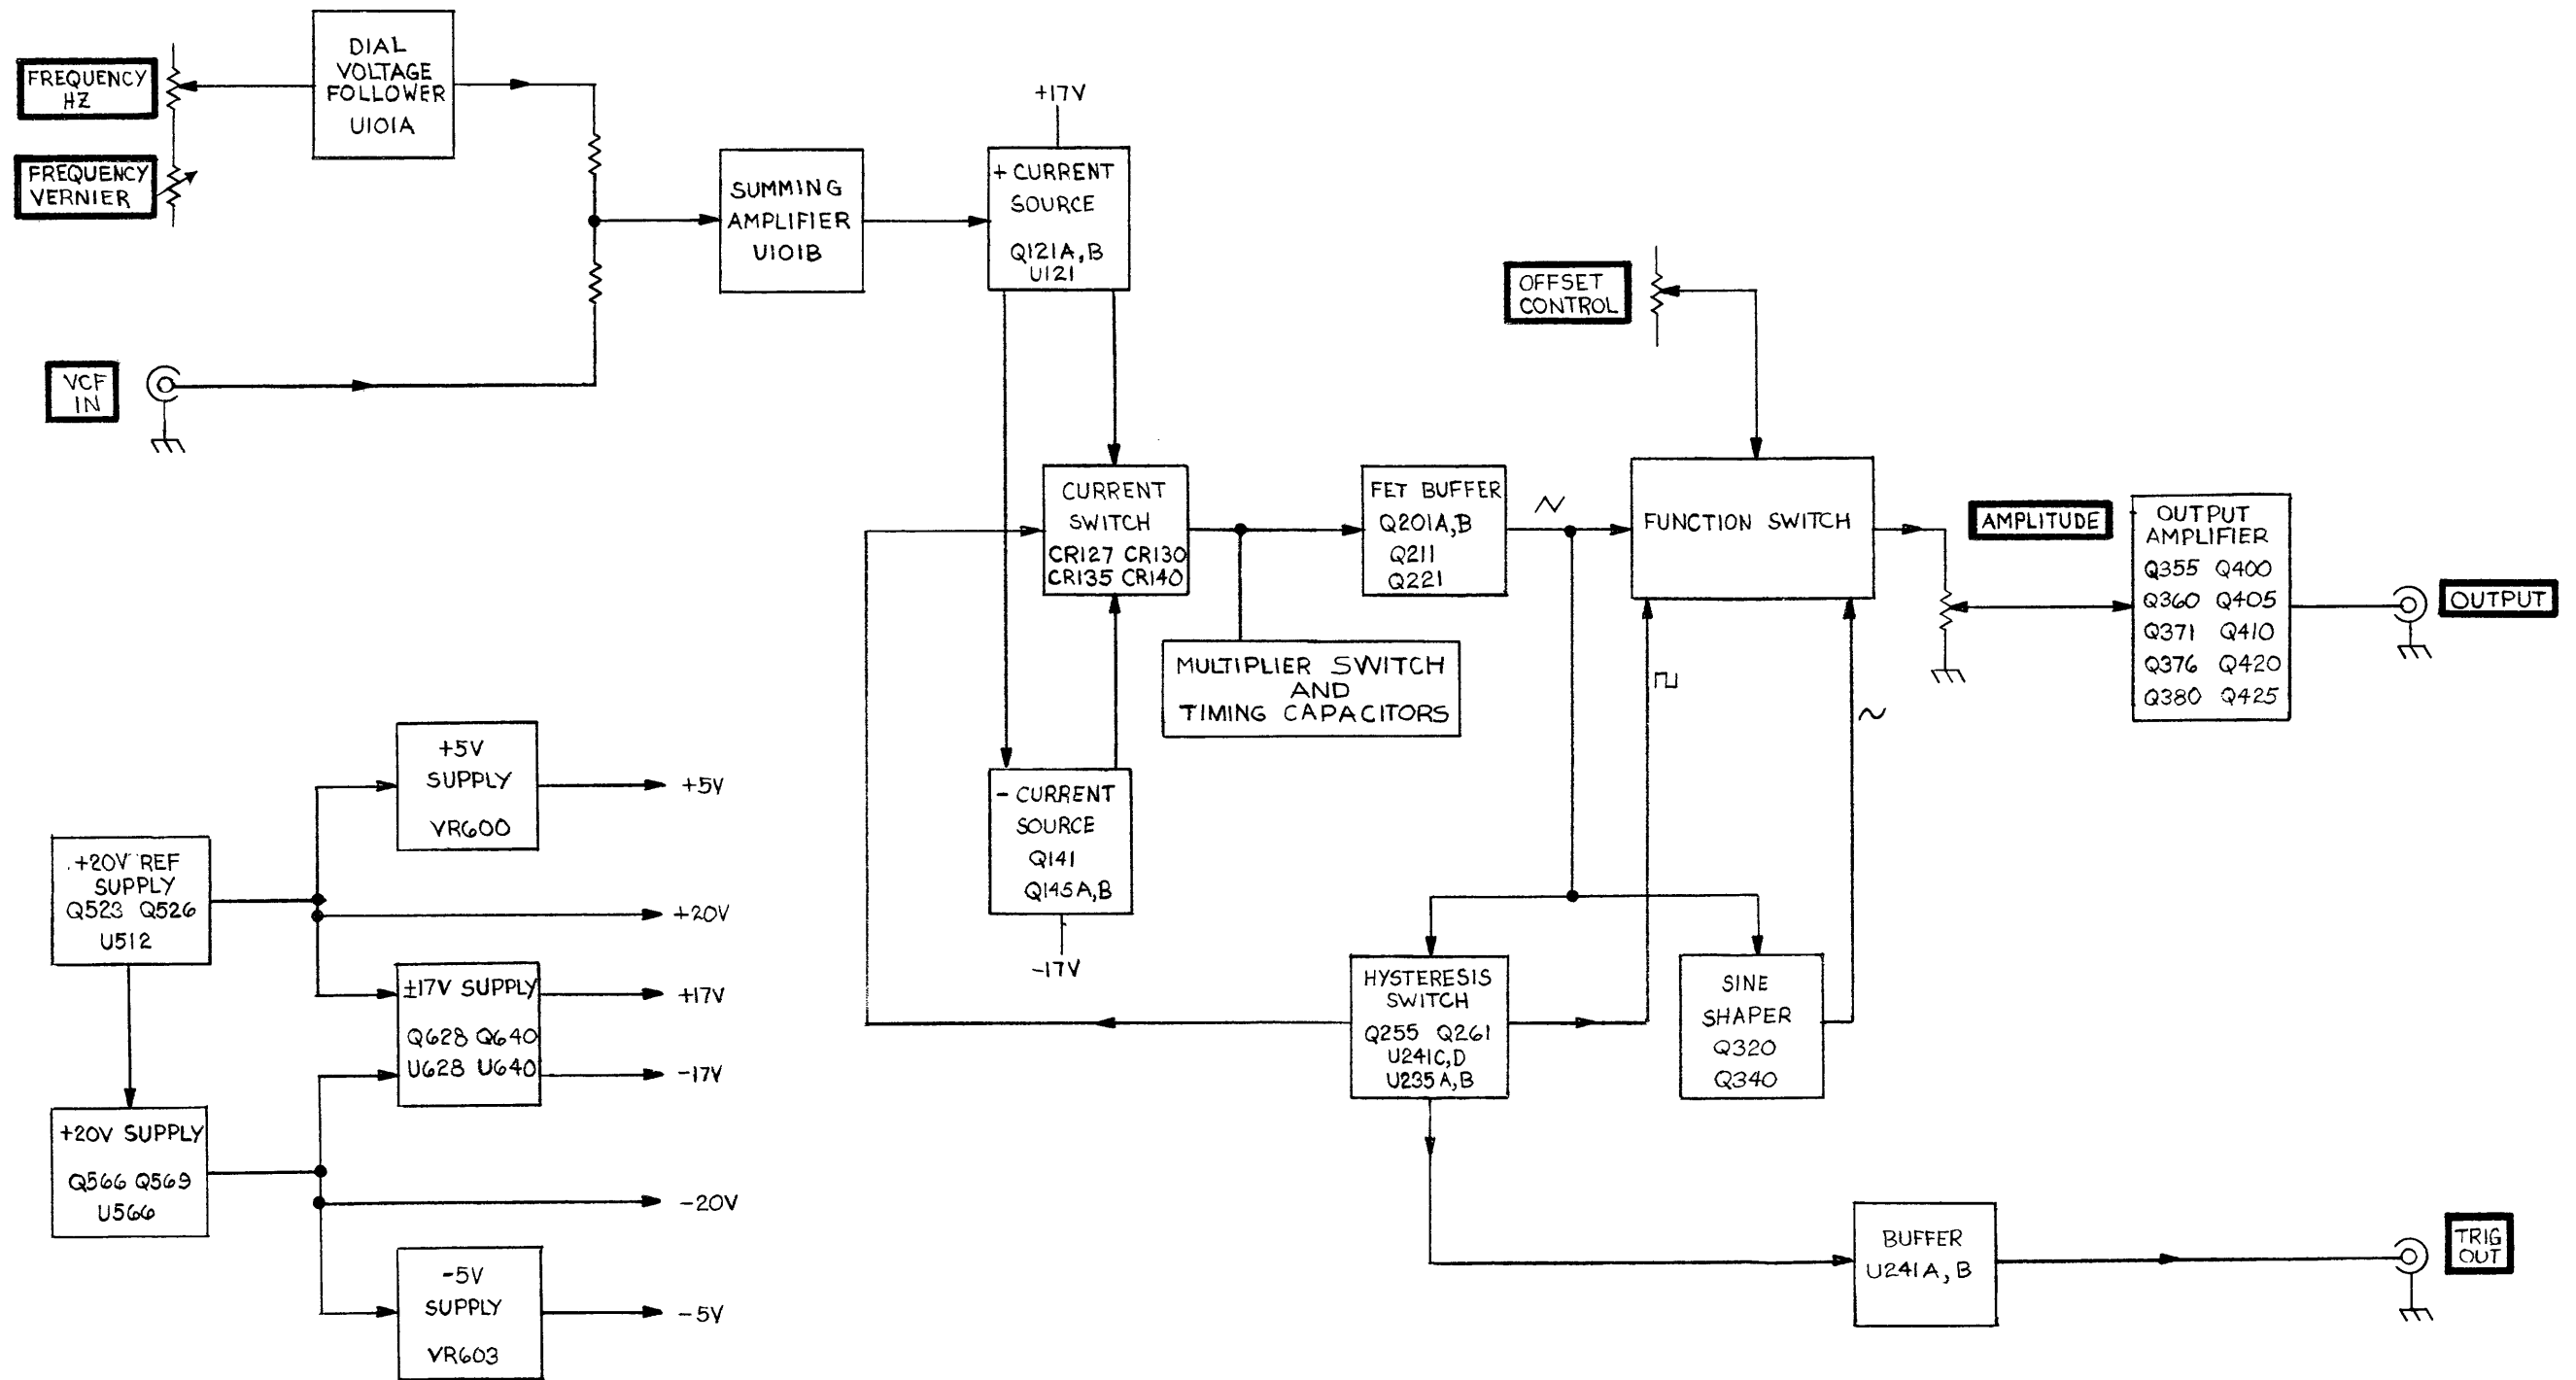 FREQUENCY
HZ
FREQUENCY
VERNIER
DIAL
VOLTAGE
FOLLOWER
U101A
VCF
IN
SUMMING
AMPLIFIER
U101B
+17V
+ CURRENT
SOURCE
Q121A,B
U121
OFFSET
CONTROL
CURRENT
SWITCH
CR127 CR130
CR135 CR140
FET BUFFER
Q201A,B
Q211
Q221
FUNCTION SWITCH
AMPLITUDE
OUTPUT
AMPLIFIER
Q355 Q400
Q360 Q405
Q371 Q410
Q376 Q420
Q380 Q425
OUTPUT
MULTIPLIER SWITCH
AND
TIMING CAPACITORS
- CURRENT
SOURCE
Q141
Q145A,B
-17V
+5V
SUPPLY
VR600
+5V
+20V REF
SUPPLY
Q523 Q526
U512
+20V
±17V SUPPLY
Q628 Q640
U628 U640
+17V
-17V
+20V SUPPLY
Q566 Q569
U566
-20V
-5V
SUPPLY
VR603
-5V
HYSTERESIS
SWITCH
Q255 Q261
U241C,D
U235A,B
SINE
SHAPER
Q320
Q340
BUFFER
U241A, B
TRIG
OUT